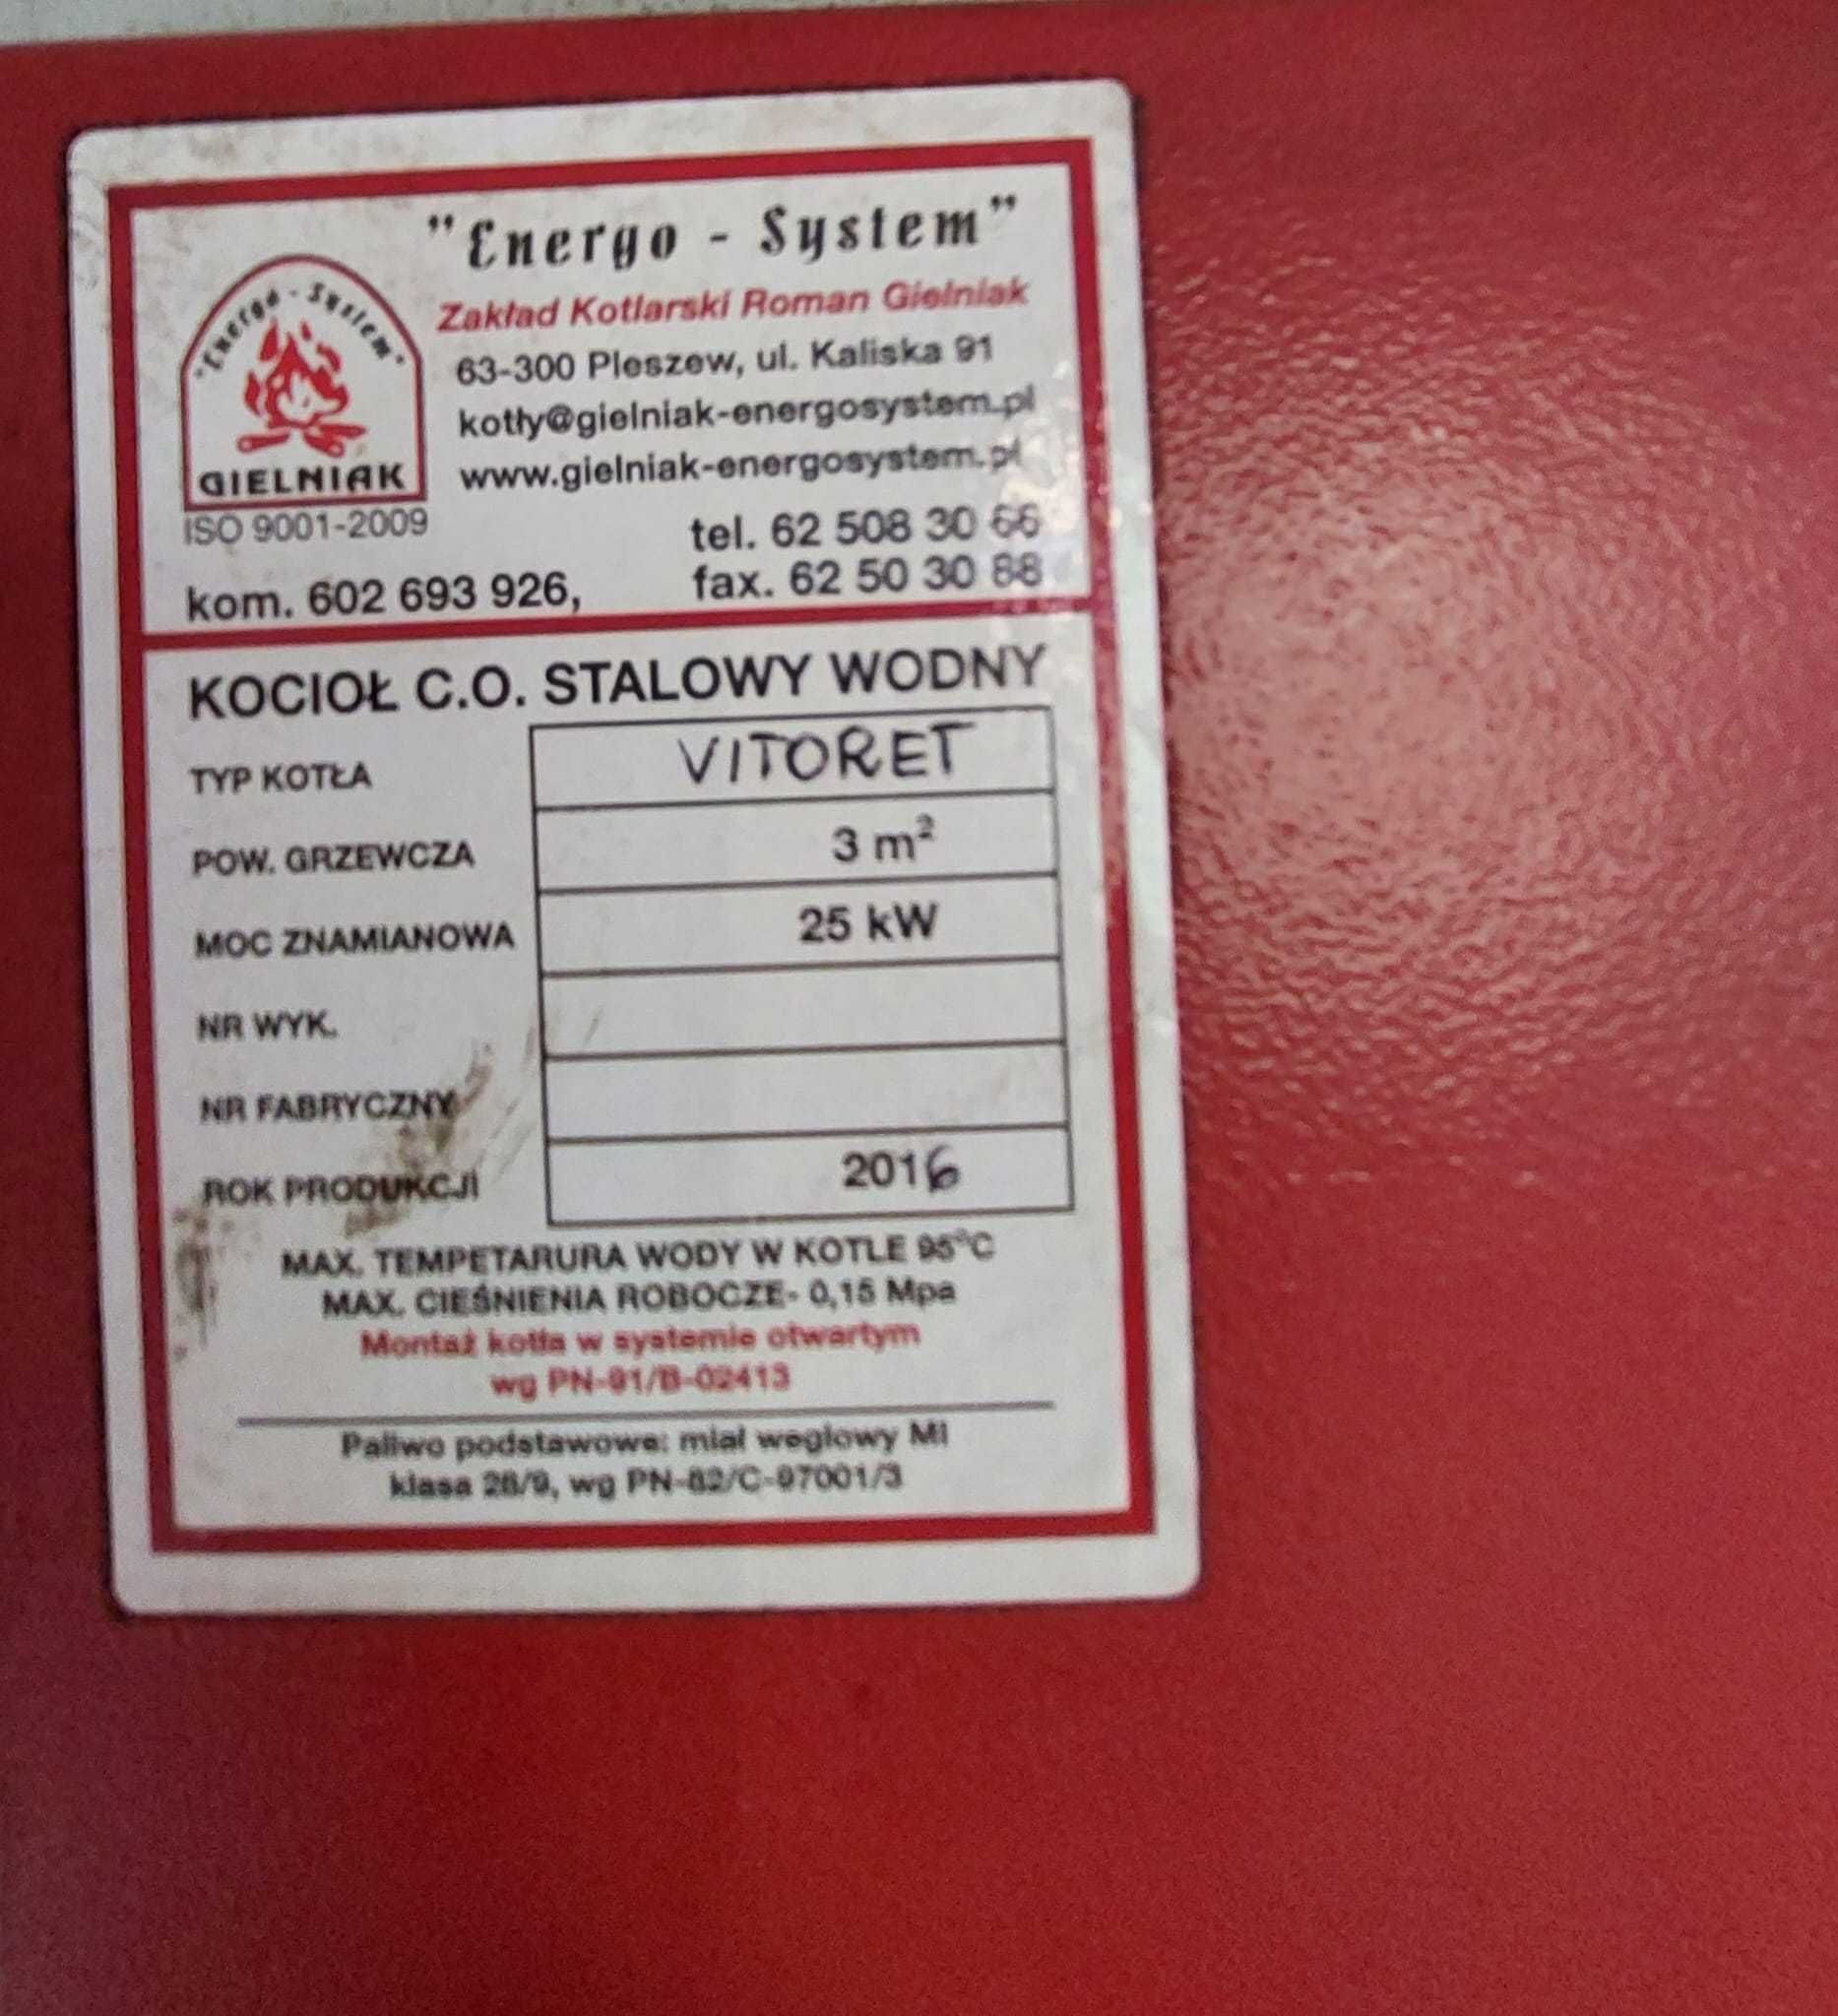 "Energo - System"
Zakład Kotlarski Roman Gielniak
63-300 Pleszew, ul. Kaliska 91
kotły@gielniak-energosystem.pl
www.gielniak-energosystem.pl
"Energo - System"
GIELNIAK
ISO 9001-2009
tel. 62 508 30 66
kom. 602 693 926, fax. 62 50 30 88
KOCIOŁ C.O. STALOWY WODNY
TYP KOTŁA VITORET
POW. GRZEWCZA 3 m²
MOC ZNAMIANOWA 25 kW
NR WYK.
NR FABRYCZNY
ROK PRODUKCJI 2016
MAX. TEMPETARURA WODY W KOTLE 95°C
MAX. CIEŚNIENIA ROBOCZE- 0,15 Mpa
Montaż kotła w systemie otwartym
wg PN-91/B-02413
Paliwo podstawowe: miał węglowy MI
klasa 28/9, wg PN-82/C-97001/3